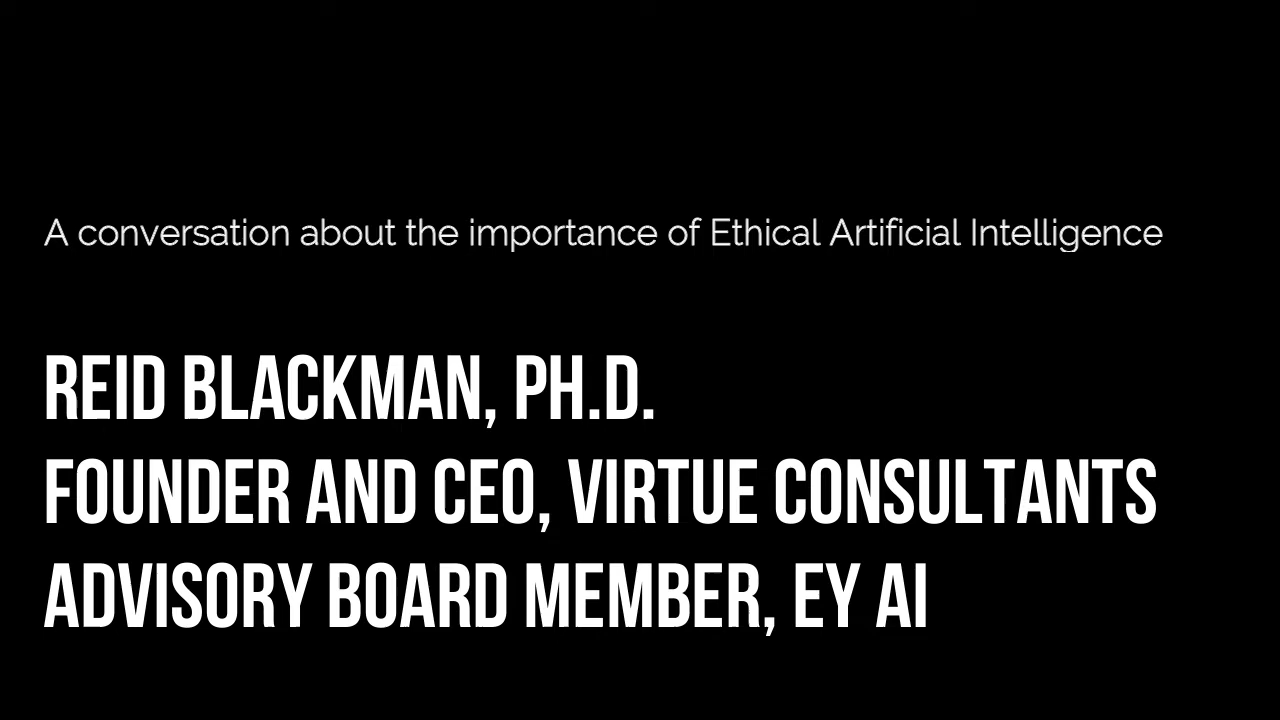 A conversation about the importance of Ethical Artificial Intelligence
REID BLACKMAN, PH.D.
FOUNDER AND CEO, VIRTUE CONSULTANTS
ADVISORY BOARD MEMBER, EY AI